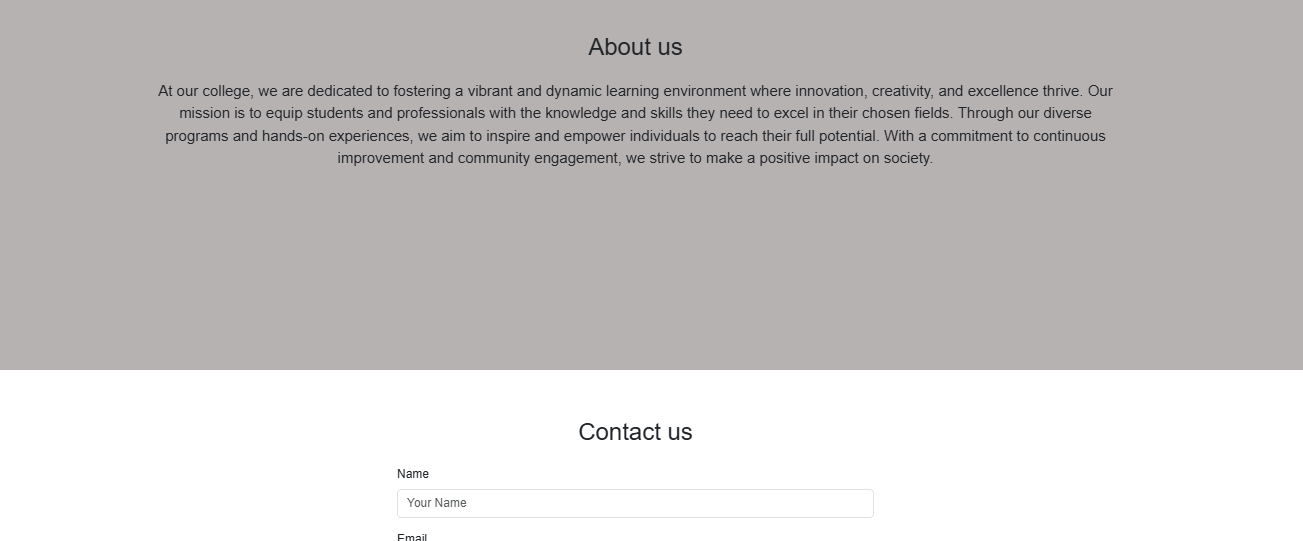 About us
At our college, we are dedicated to fostering a vibrant and dynamic learning environment where innovation, creativity, and excellence thrive. Our
mission is to equip students and professionals with the knowledge and skills they need to excel in their chosen fields. Through our diverse
programs and hands-on experiences, we aim to inspire and empower individuals to reach their full potential. With a commitment to continuous
improvement and community engagement, we strive to make a positive impact on society.
Contact us
Name
Your Name
Email